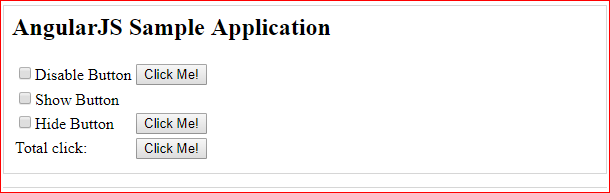 AngularJS Sample Application
Disable Button Click Me!
Show Button
Hide Button Click Me!
Total click: Click Me!